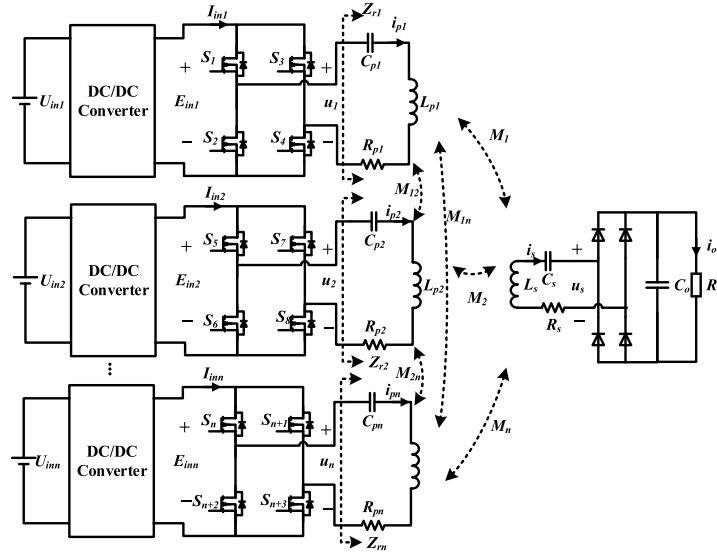 I_in1
Z_r1
i_p1
S_1
S_3
C_p1
U_in1
DC/DC
Converter
E_in1
u_1
L_p1
S_2
S_4
R_p1
M_1
M_12
M_1n
I_in2
i_p2
S_5
S_7
C_p2
U_in2
DC/DC
Converter
E_in2
u_2
L_p2
M_2
S_6
S_8
R_p2
Z_r2
M_2n
i_s
C_s
L_s
u_s
R_s
C_o
i_o
R
I_inn
i_pn
S_n
S_n+1
C_pn
U_inn
DC/DC
Converter
E_inn
u_n
M_n
S_n+2
S_n+3
R_pn
Z_rn